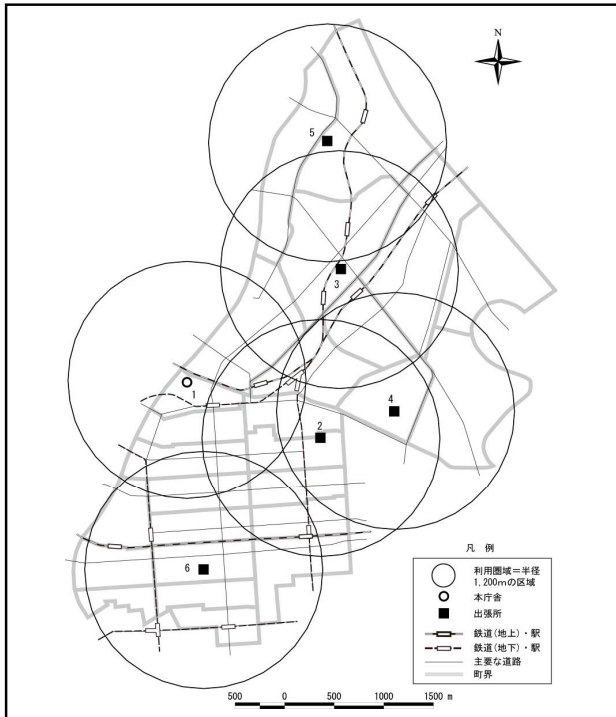 N
5
3
1
4
2
6
凡 例
利用圏域＝半径
1,200mの区域
本庁舎
出張所
鉄道(地上)・駅
鉄道(地下)・駅
主要な道路
町界
500 0 500 1000 1500 m